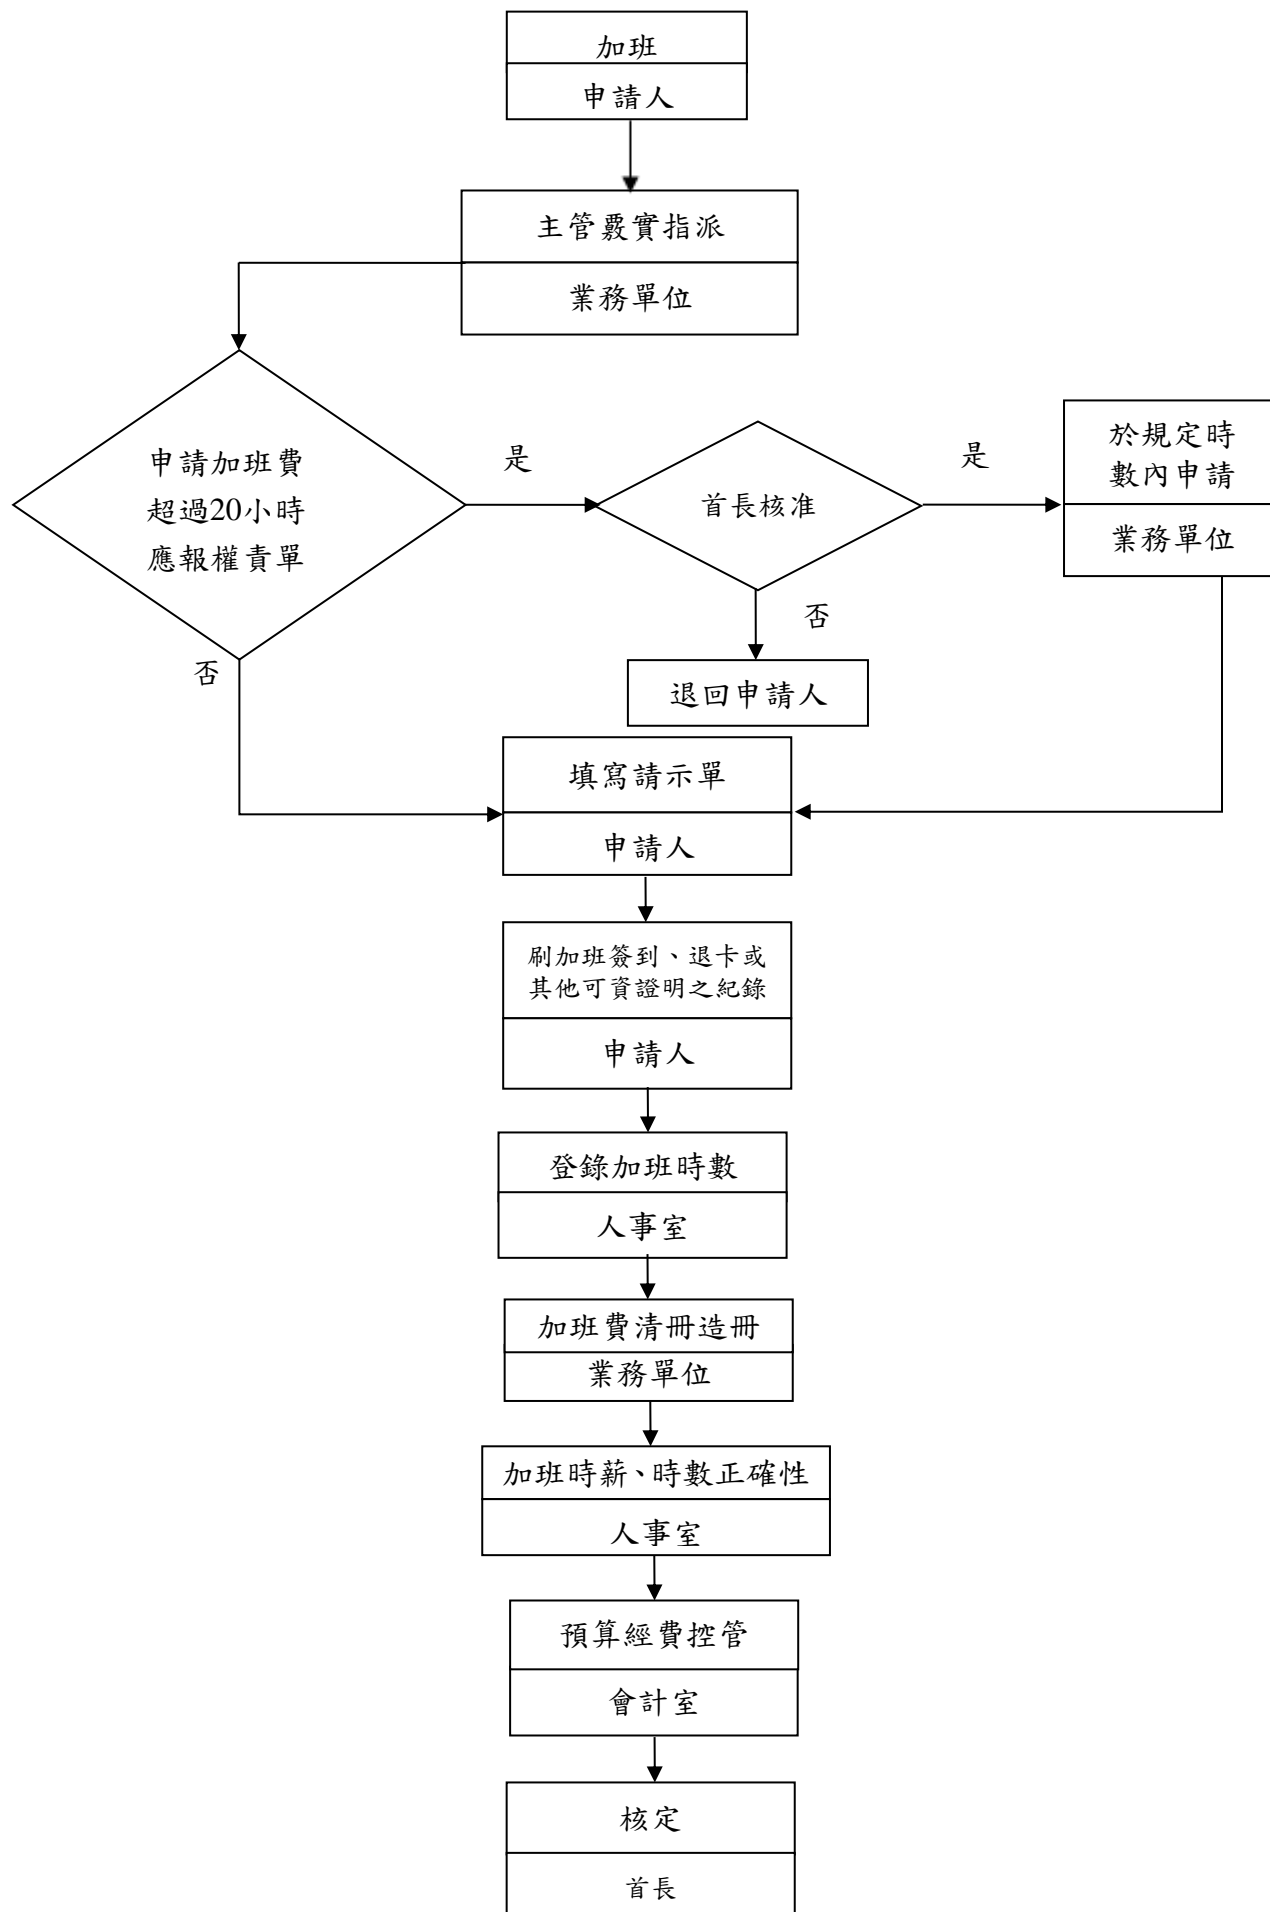 加班
申請人
主管覈實指派
業務單位
申請加班費
超過20小時
應報權責單
是
首長核准
是
於規定時
數內申請
業務單位
否
否
退回申請人
填寫請示單
申請人
刷加班簽到、退卡或
其他可資證明之紀錄
申請人
登錄加班時數
人事室
加班費清冊造冊
業務單位
加班時薪、時數正確性
人事室
預算經費控管
會計室
核定
首長